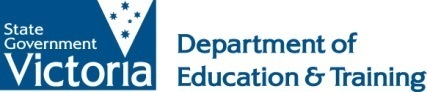 State
Government
Victoria
Department of
Education & Training